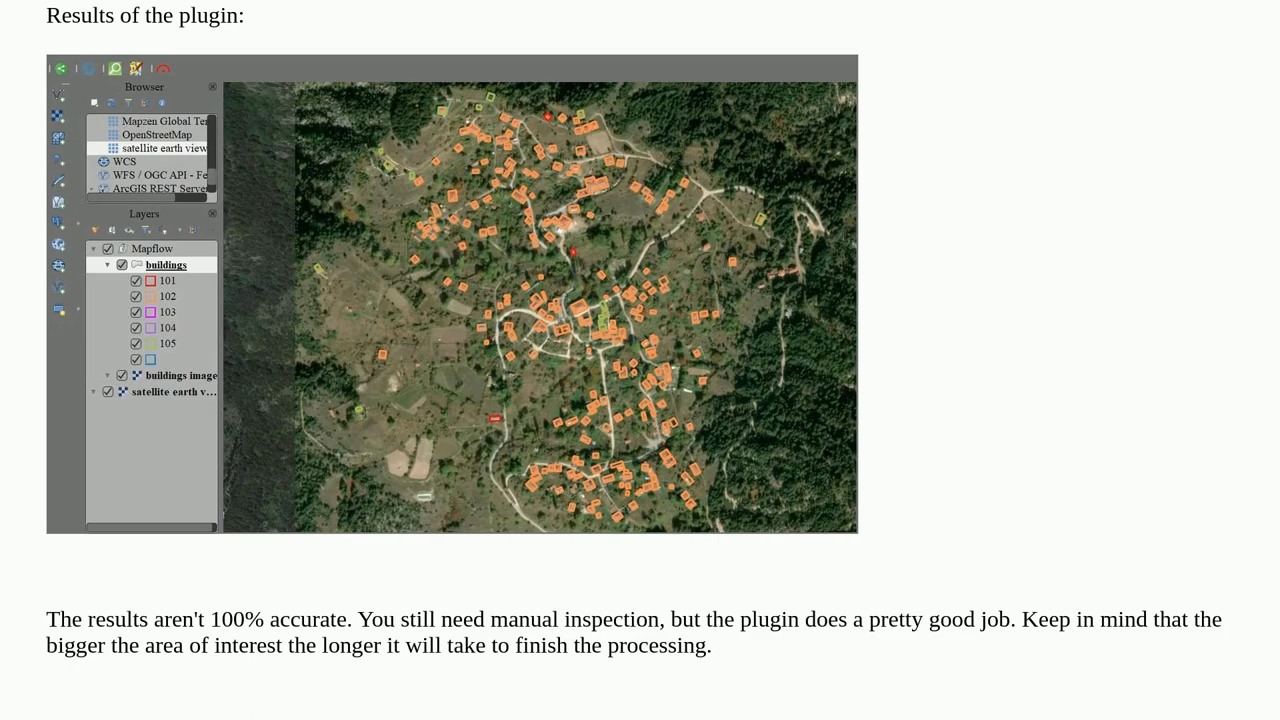 Results of the plugin:
Browser
Mapzen Global Ter
OpenStreetMap
satellite earth view
WCS
WFS / OGC API - Fe
ArcGIS REST Server
Layers
Mapflow
buildings
101
102
103
104
105
buildings image
satellite earth v...
The results aren't 100% accurate. You still need manual inspection, but the plugin does a pretty good job. Keep in mind that the
bigger the area of interest the longer it will take to finish the processing.